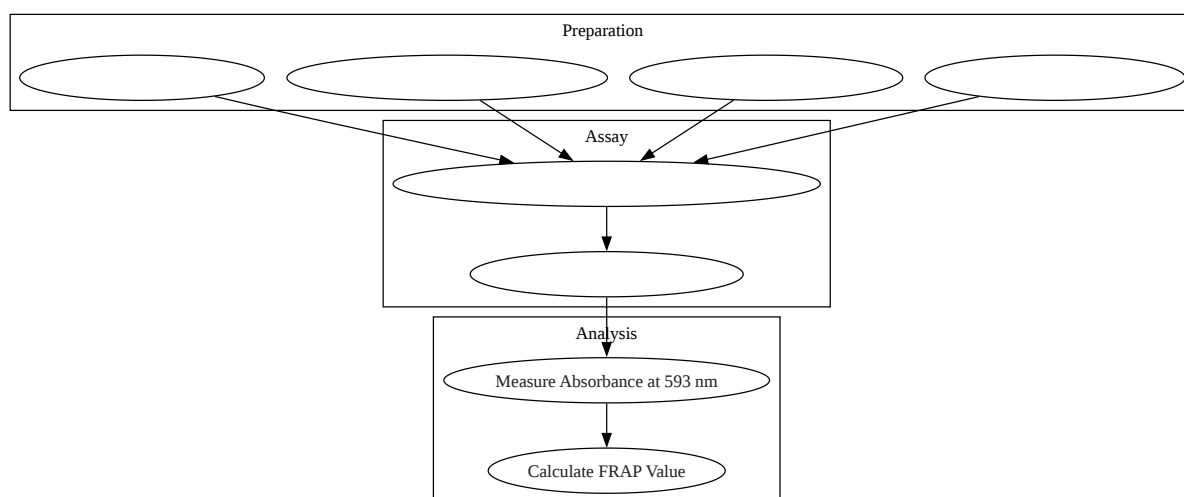 Preparation
Assay
Analysis
Measure Absorbance at 593 nm
Calculate FRAP Value